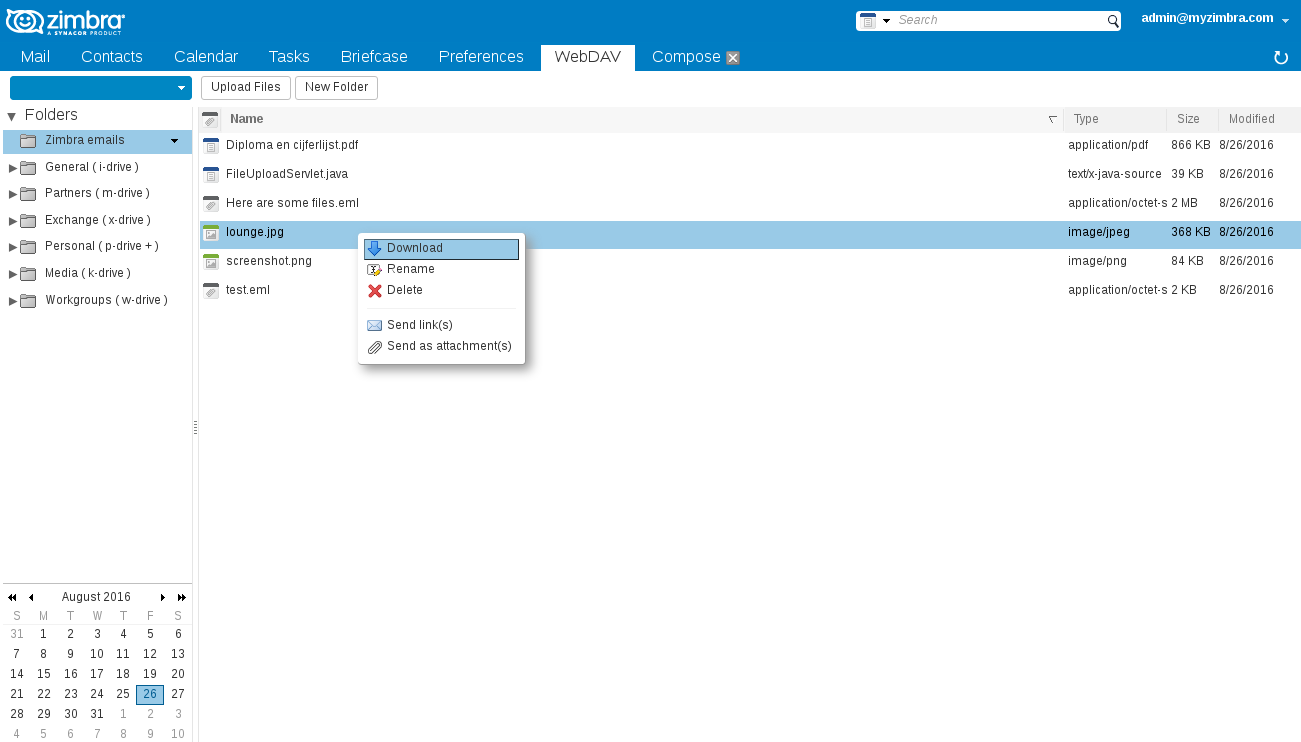 zimbra
A SYNACOR PRODUCT
Search
admin@myzimbra.com
Mail Contacts Calendar Tasks Briefcase Preferences WebDAV Compose
Upload Files New Folder
Folders
Zimbra emails
General ( i-drive )
Partners ( m-drive )
Exchange ( x-drive )
Personal ( p-drive + )
Media ( k-drive )
Workgroups ( w-drive )
Name Type Size Modified
Diploma en cijferlijst.pdf application/pdf 866 KB 8/26/2016
FileUploadServlet.java text/x-java-source 39 KB 8/26/2016
Here are some files.eml application/octet-s 2 MB 8/26/2016
lounge.jpg image/jpeg 368 KB 8/26/2016
screenshot.png image/png 84 KB 8/26/2016
test.eml application/octet-s 2 KB 8/26/2016
Download
Rename
Delete
Send link(s)
Send as attachment(s)
August 2016
S M T W T F S
31 1 2 3 4 5 6
7 8 9 10 11 12 13
14 15 16 17 18 19 20
21 22 23 24 25 26 27
28 29 30 31 1 2 3
4 5 6 7 8 9 10